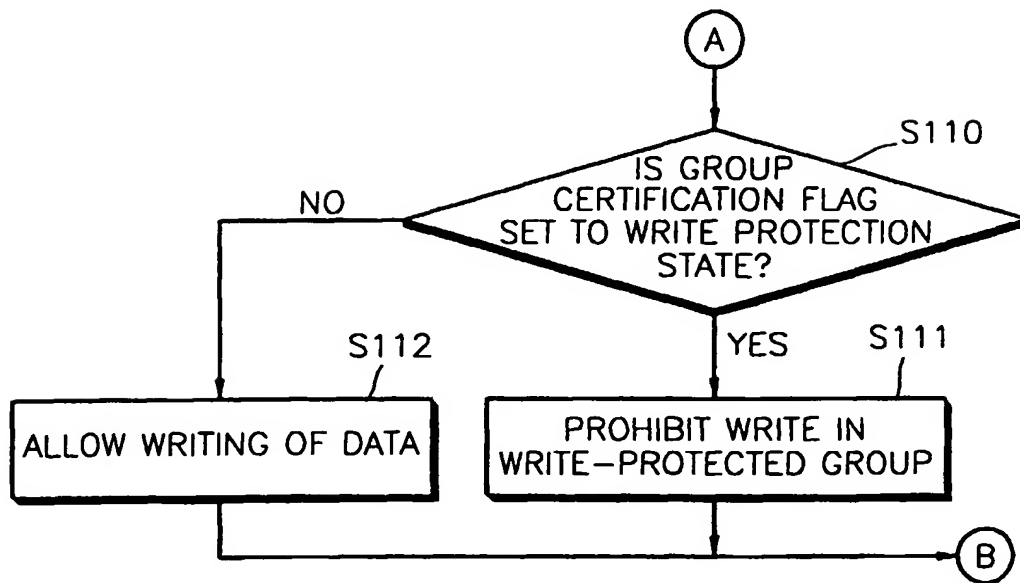 A
S110
IS GROUP
CERTIFICATION FLAG
SET TO WRITE PROTECTION
STATE?
NO
YES
S112
S111
ALLOW WRITING OF DATA
PROHIBIT WRITE IN
WRITE-PROTECTED GROUP
B